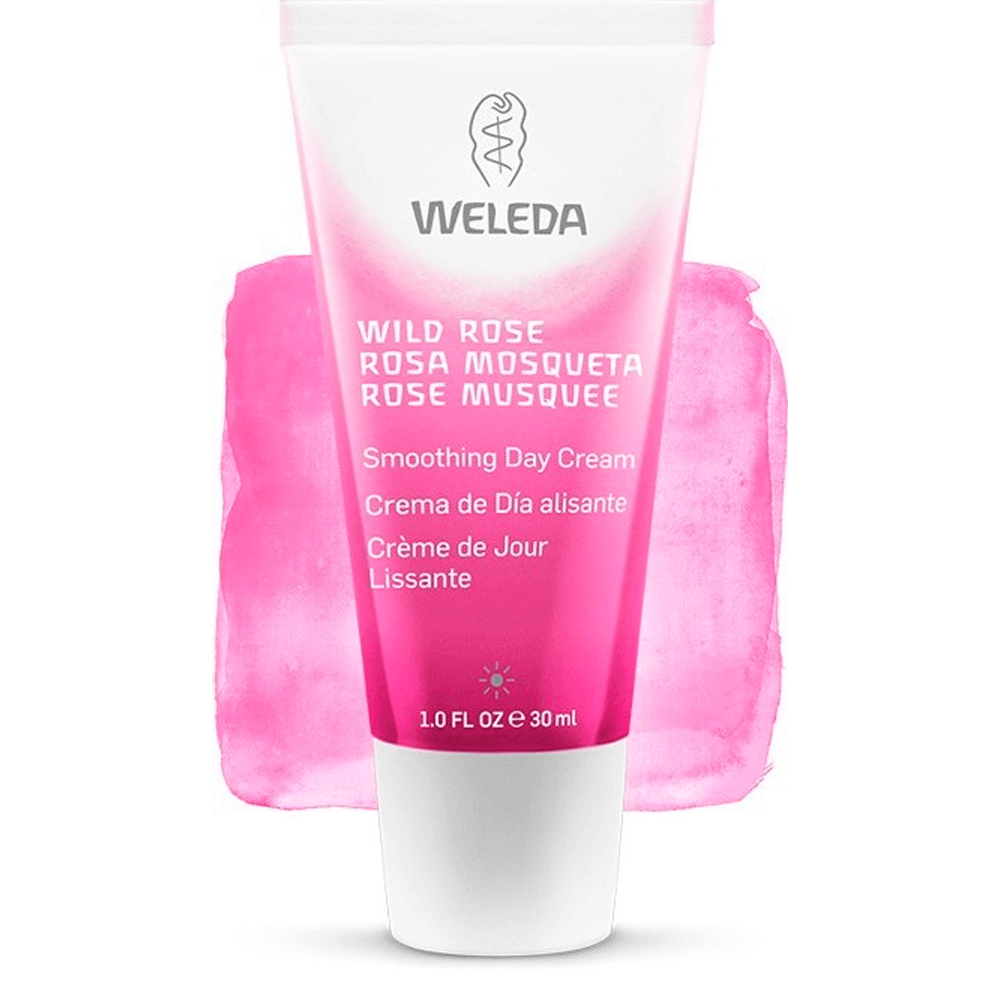 WELEDA
WILD ROSE
ROSA MOSQUETA
ROSE MUSQUEE
Smoothing Day Cream
Crema de Día alisante
Crème de Jour
Lissante
1.0 FL OZ ℮ 30 ml